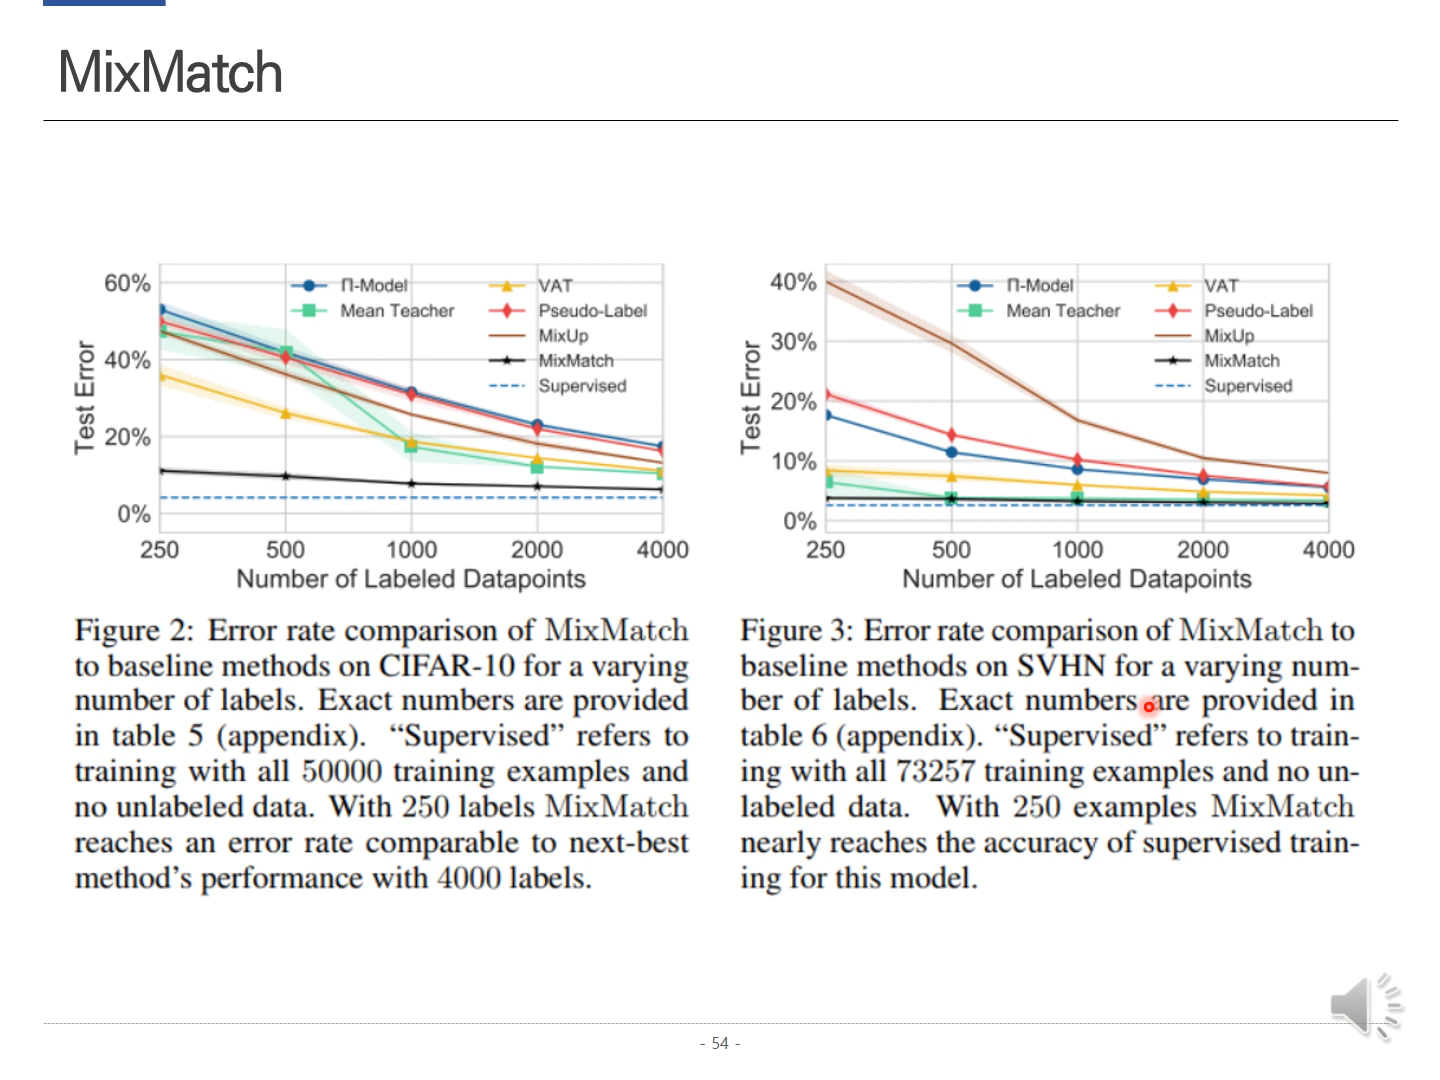 MixMatch
60%
40%
20%
0%
Test Error
Π-Model
Mean Teacher
VAT
Pseudo-Label
MixUp
MixMatch
Supervised
250 500 1000 2000 4000
Number of Labeled Datapoints
Figure 2: Error rate comparison of MixMatch
to baseline methods on CIFAR-10 for a varying
number of labels. Exact numbers are provided
in table 5 (appendix). “Supervised” refers to
training with all 50000 training examples and
no unlabeled data. With 250 labels MixMatch
reaches an error rate comparable to next-best
method’s performance with 4000 labels.
40%
30%
20%
10%
0%
Test Error
Π-Model
Mean Teacher
VAT
Pseudo-Label
MixUp
MixMatch
Supervised
250 500 1000 2000 4000
Number of Labeled Datapoints
Figure 3: Error rate comparison of MixMatch to
baseline methods on SVHN for a varying num-
ber of labels. Exact numbers are provided in
table 6 (appendix). “Supervised” refers to train-
ing with all 73257 training examples and no un-
labeled data. With 250 examples MixMatch
nearly reaches the accuracy of supervised train-
ing for this model.
- 54 -